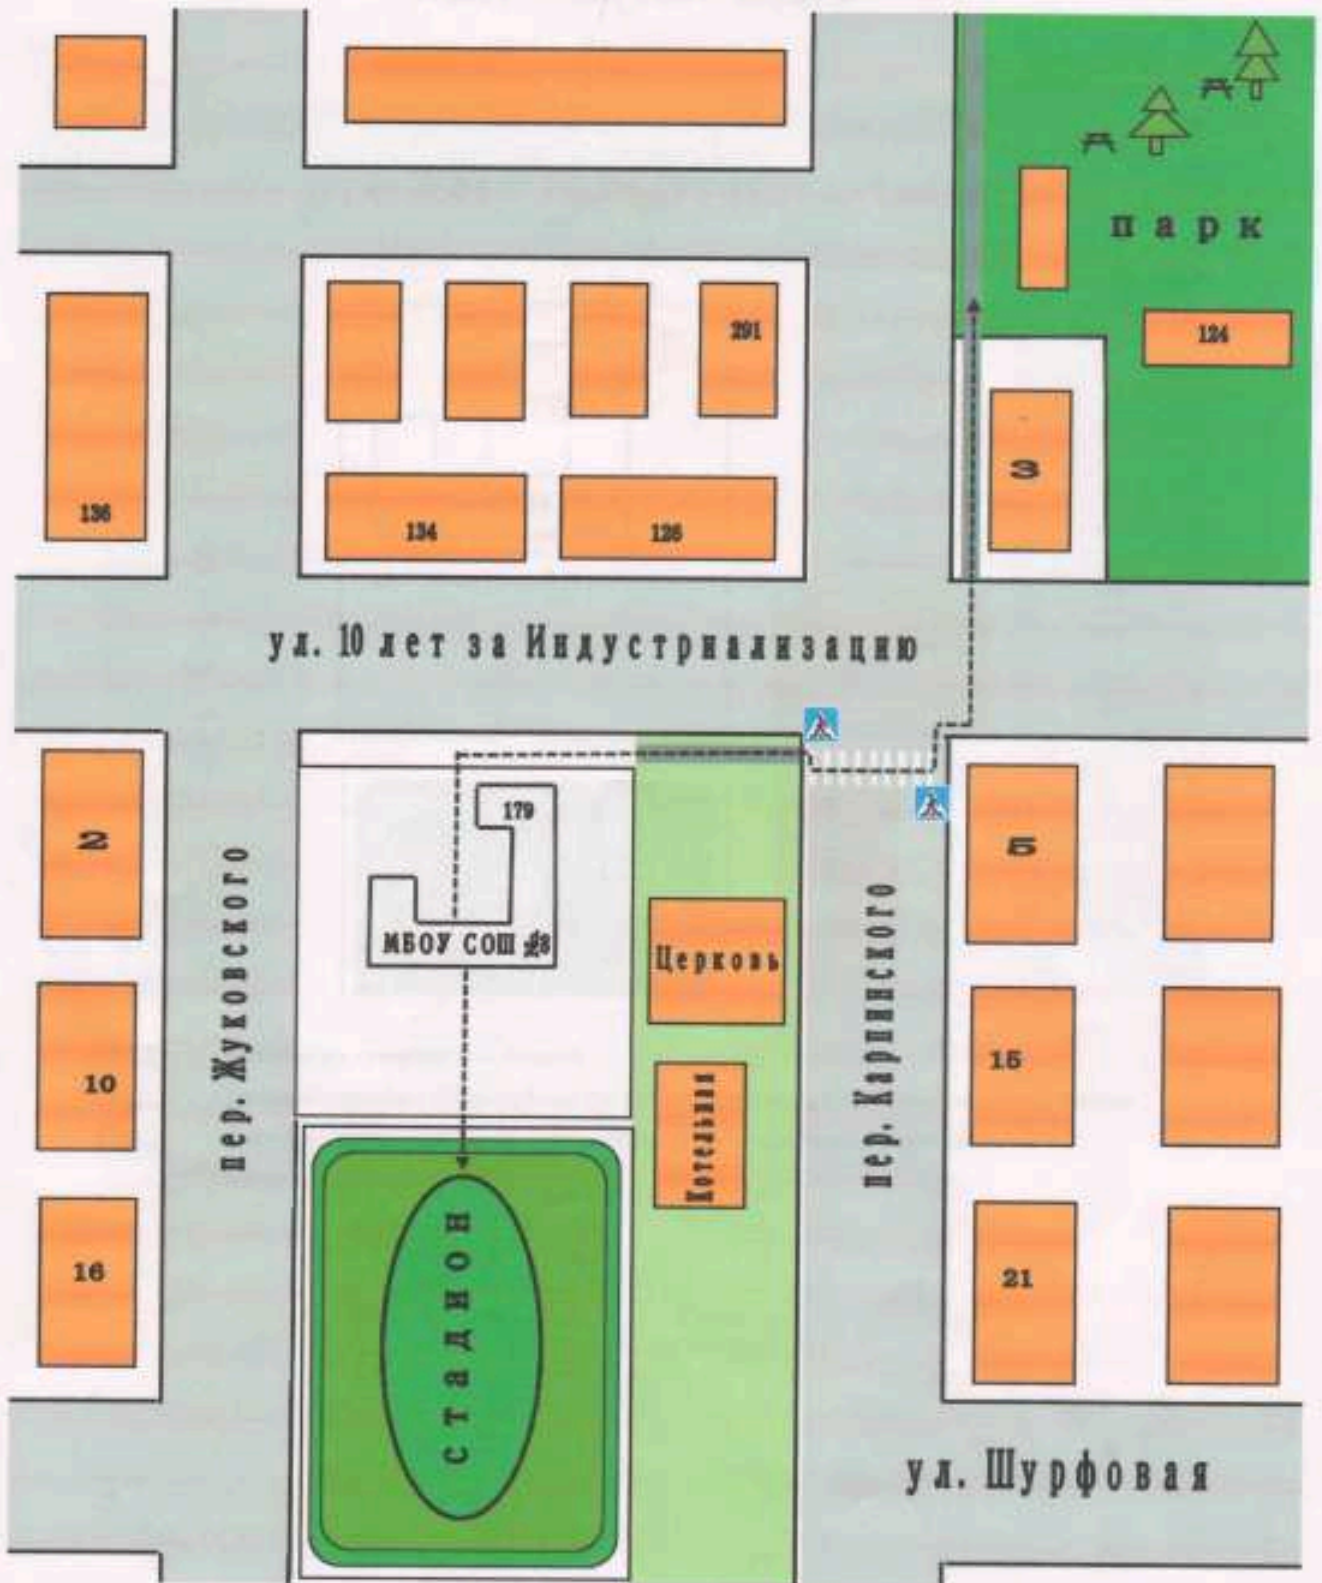 парк
291
124
3
136
134
126
ул. 10 лет за Индустриализацию
179
2
5
МБОУ СОШ №8
Церковь
пер. Жуковского
пер. Карпинского
10
15
Котельная
16
21
стадион
ул. Шурфовая